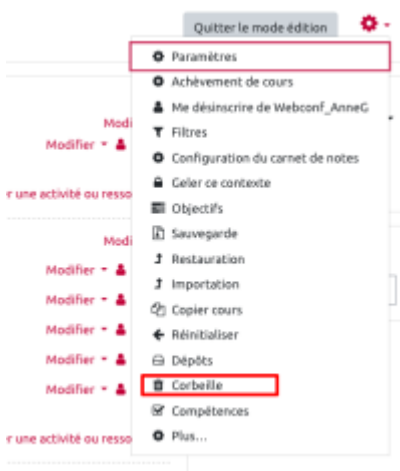 Quitter le mode édition
Paramètres
Achèvement de cours
Me désinscrire de Webconf_AnneG
Modi
Filtres
Modifier
Configuration du carnet de notes
Geler ce contexte
r une activité ou resso
Objectifs
Sauvegarde
Modi
Restauration
Modifier
Importation
Modifier
Copier cours
Modifier
Réinitialiser
Modifier
Dépôts
Modifier
Corbeille
Compétences
r une activité ou resso
Plus...